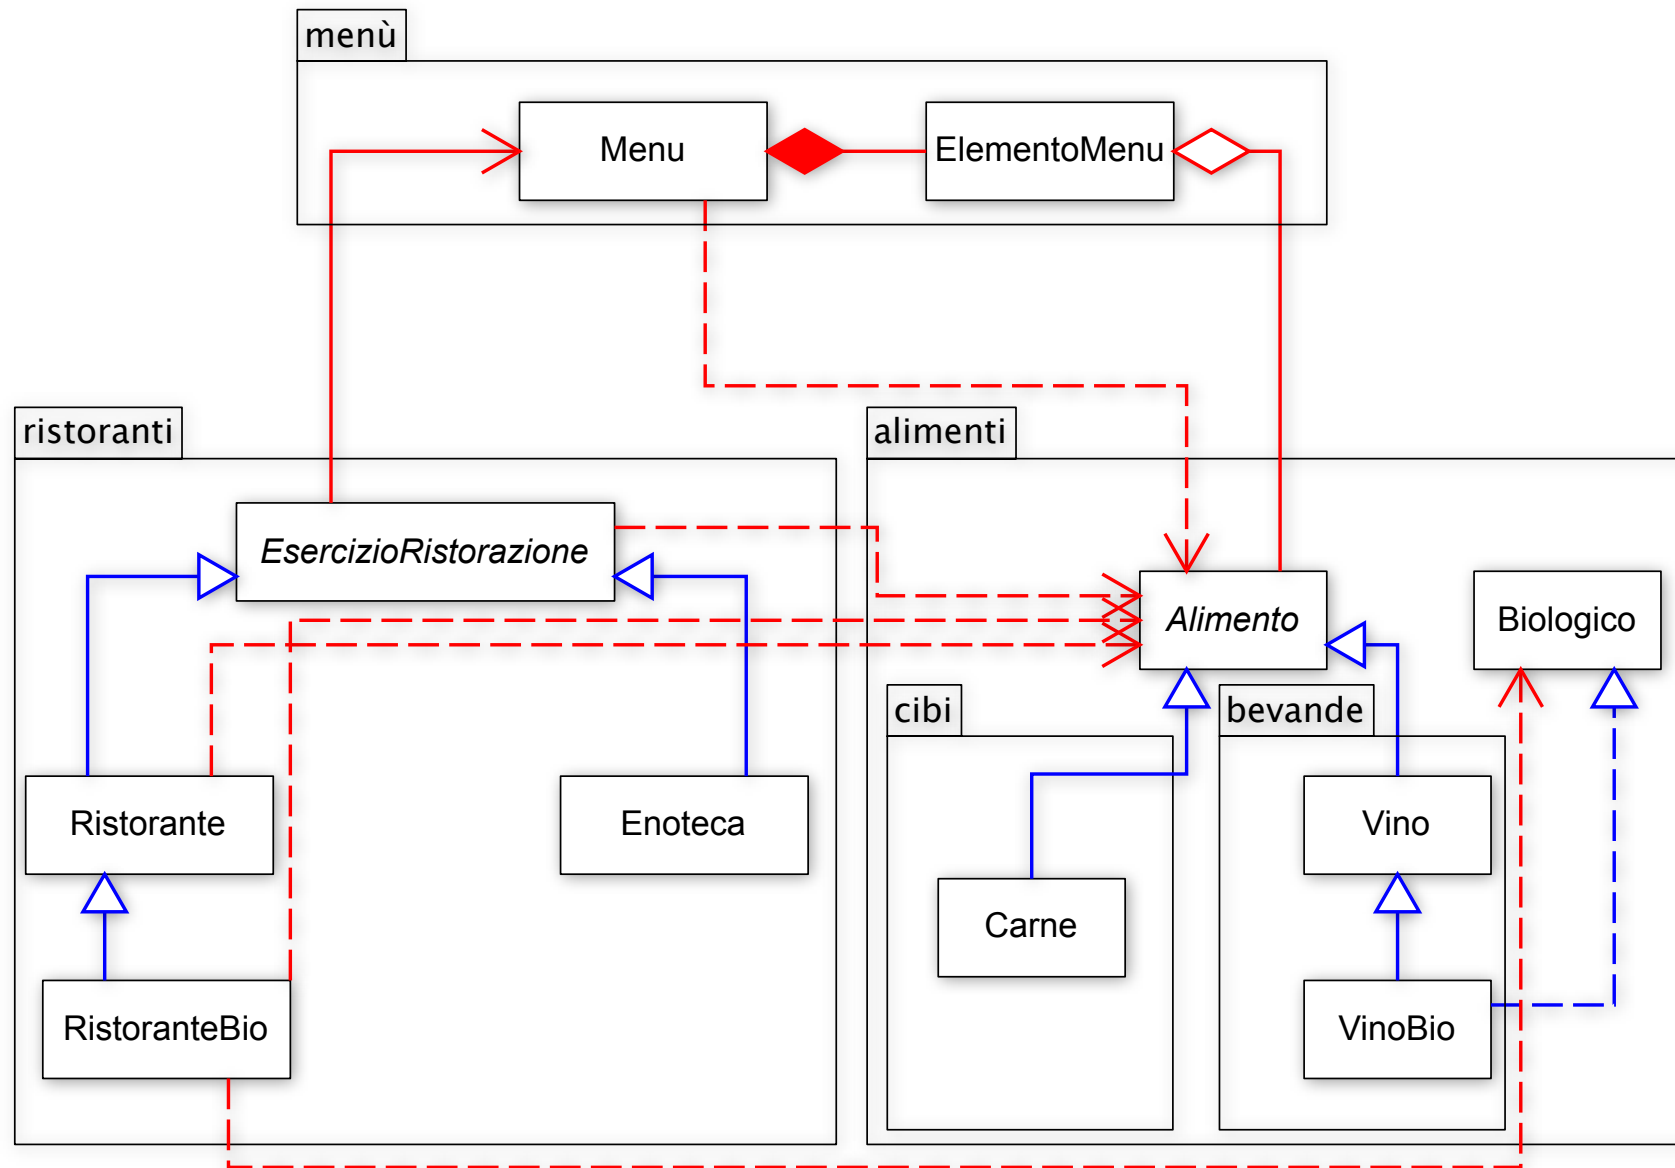 menù
Menu
ElementoMenu
ristoranti
EsercizioRistorazione
Ristorante
Enoteca
RistoranteBio
alimenti
Alimento
Biologico
cibi
Carne
bevande
Vino
VinoBio